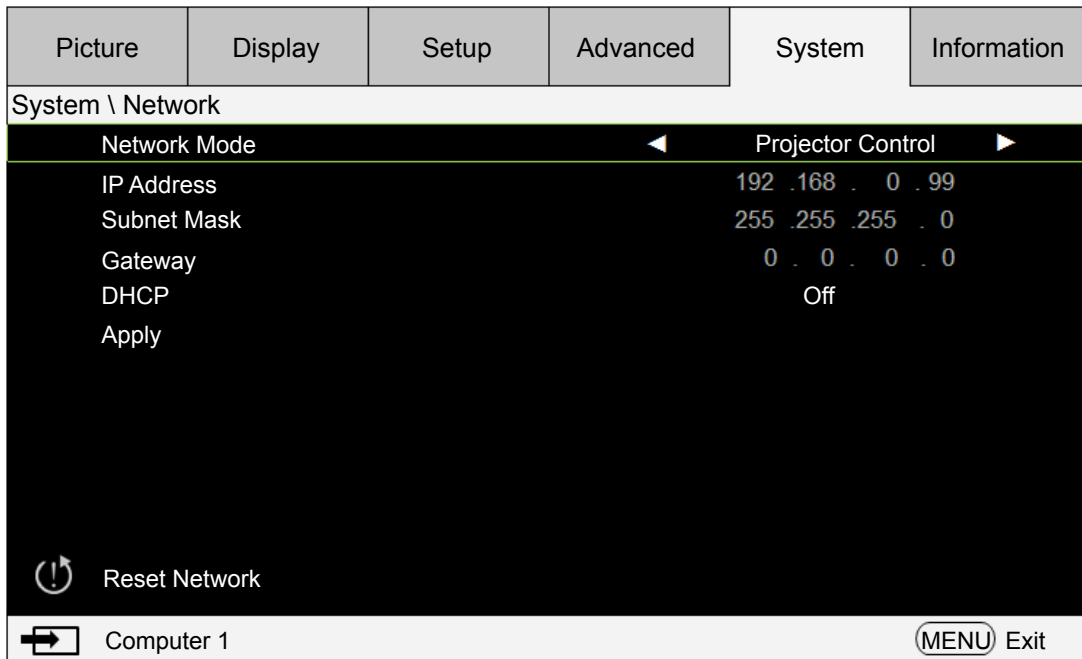 Picture Display Setup Advanced System Information
System \ Network
Network Mode Projector Control
IP Address 192 .168 . 0 . 99
Subnet Mask 255 .255 .255 . 0
Gateway 0 . 0 . 0 . 0
DHCP Off
Apply
Reset Network
Computer 1 MENU Exit